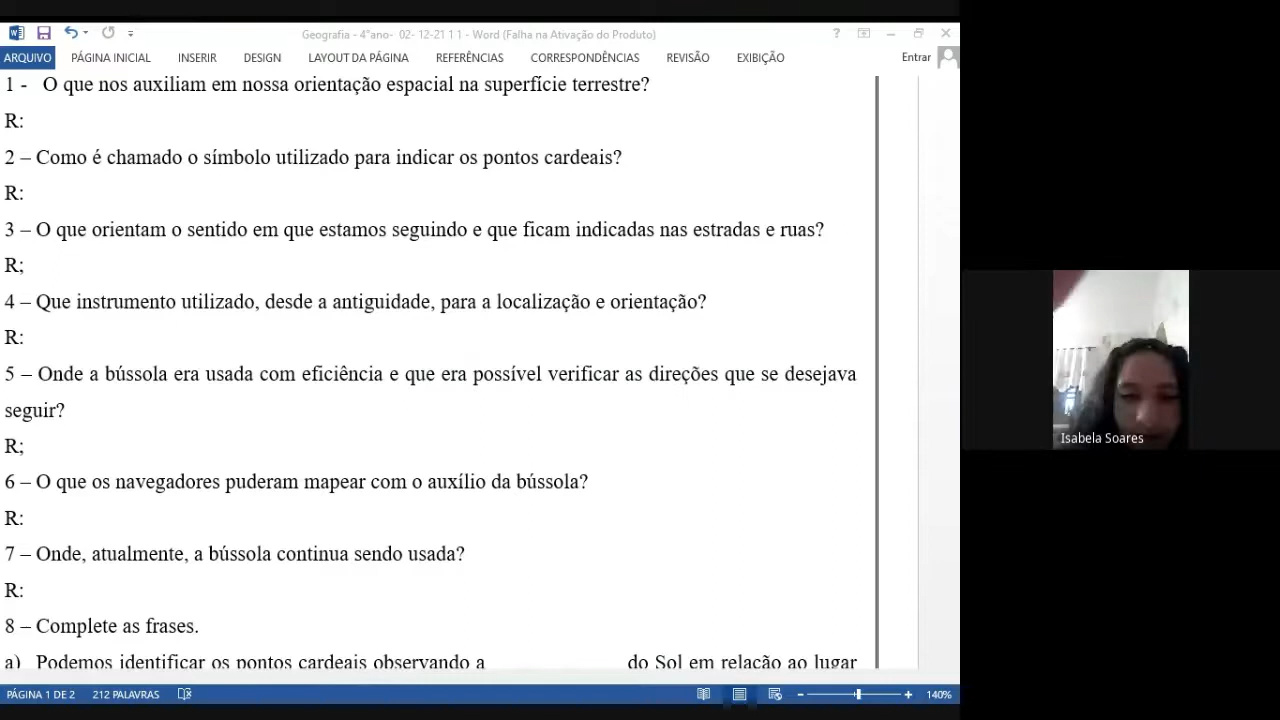 Geografia - 4°ano- 02- 12-21 1 1 - Word (Falha na Ativação do Produto)
ARQUIVO PÁGINA INICIAL INSERIR DESIGN LAYOUT DA PÁGINA REFERÊNCIAS CORRESPONDÊNCIAS REVISÃO EXIBIÇÃO Entrar
1 - O que nos auxiliam em nossa orientação espacial na superfície terrestre?
R:
2 – Como é chamado o símbolo utilizado para indicar os pontos cardeais?
R:
3 – O que orientam o sentido em que estamos seguindo e que ficam indicadas nas estradas e ruas?
R;
4 – Que instrumento utilizado, desde a antiguidade, para a localização e orientação?
R:
5 – Onde a bússola era usada com eficiência e que era possível verificar as direções que se desejava
seguir?
R;
6 – O que os navegadores puderam mapear com o auxílio da bússola?
R:
7 – Onde, atualmente, a bússola continua sendo usada?
R:
8 – Complete as frases.
a) Podemos identificar os pontos cardeais observando a do Sol em relação ao lugar
PÁGINA 1 DE 2 212 PALAVRAS 140%
Isabela Soares